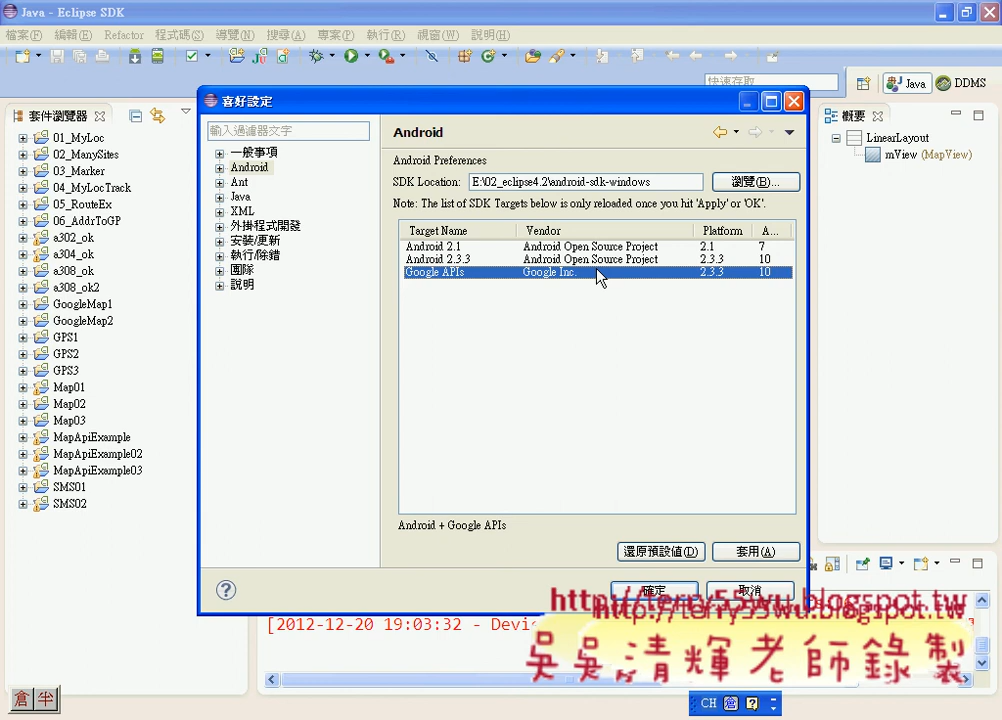 Java - Eclipse SDK
檔案(F) 編輯(E) Refactor 程式碼(S) 導覽(N) 搜尋(A) 專案(P) 執行(R) 視窗(W) 說明(H)
快速存取
Java
DDMS
套件瀏覽器
01_MyLoc
02_ManySites
03_Marker
04_MyLocTrack
05_RouteEx
06_AddrToGP
a302_ok
a304_ok
a308_ok
a308_ok2
GoogleMap1
GoogleMap2
GPS1
GPS2
GPS3
Map01
Map02
Map03
MapApiExample
MapApiExample02
MapApiExample03
SMS01
SMS02
喜好設定
輸入過濾器文字
一般事項
Android
Ant
Java
XML
外掛程式開發
安裝/更新
執行/除錯
團隊
說明
Android
Android Preferences
SDK Location: E:\02_eclipse4.2\android-sdk-windows 瀏覽(B)...
Note: The list of SDK Targets below is only reloaded once you hit 'Apply' or 'OK'.
Target Name Vendor Platform A...
Android 2.1 Android Open Source Project 2.1 7
Android 2.3.3 Android Open Source Project 2.3.3 10
Google APIs Google Inc. 2.3.3 10
Android + Google APIs
還原預設值(D) 套用(A)
確定 取消
概要
LinearLayout
mView (MapView)
[2012-12-20 19:03:32 - Devic
http://terry55wu.blogspot.tw
http://terry55wu.blogspot.tw
吳吳清輝老師錄製
倉 半
CH